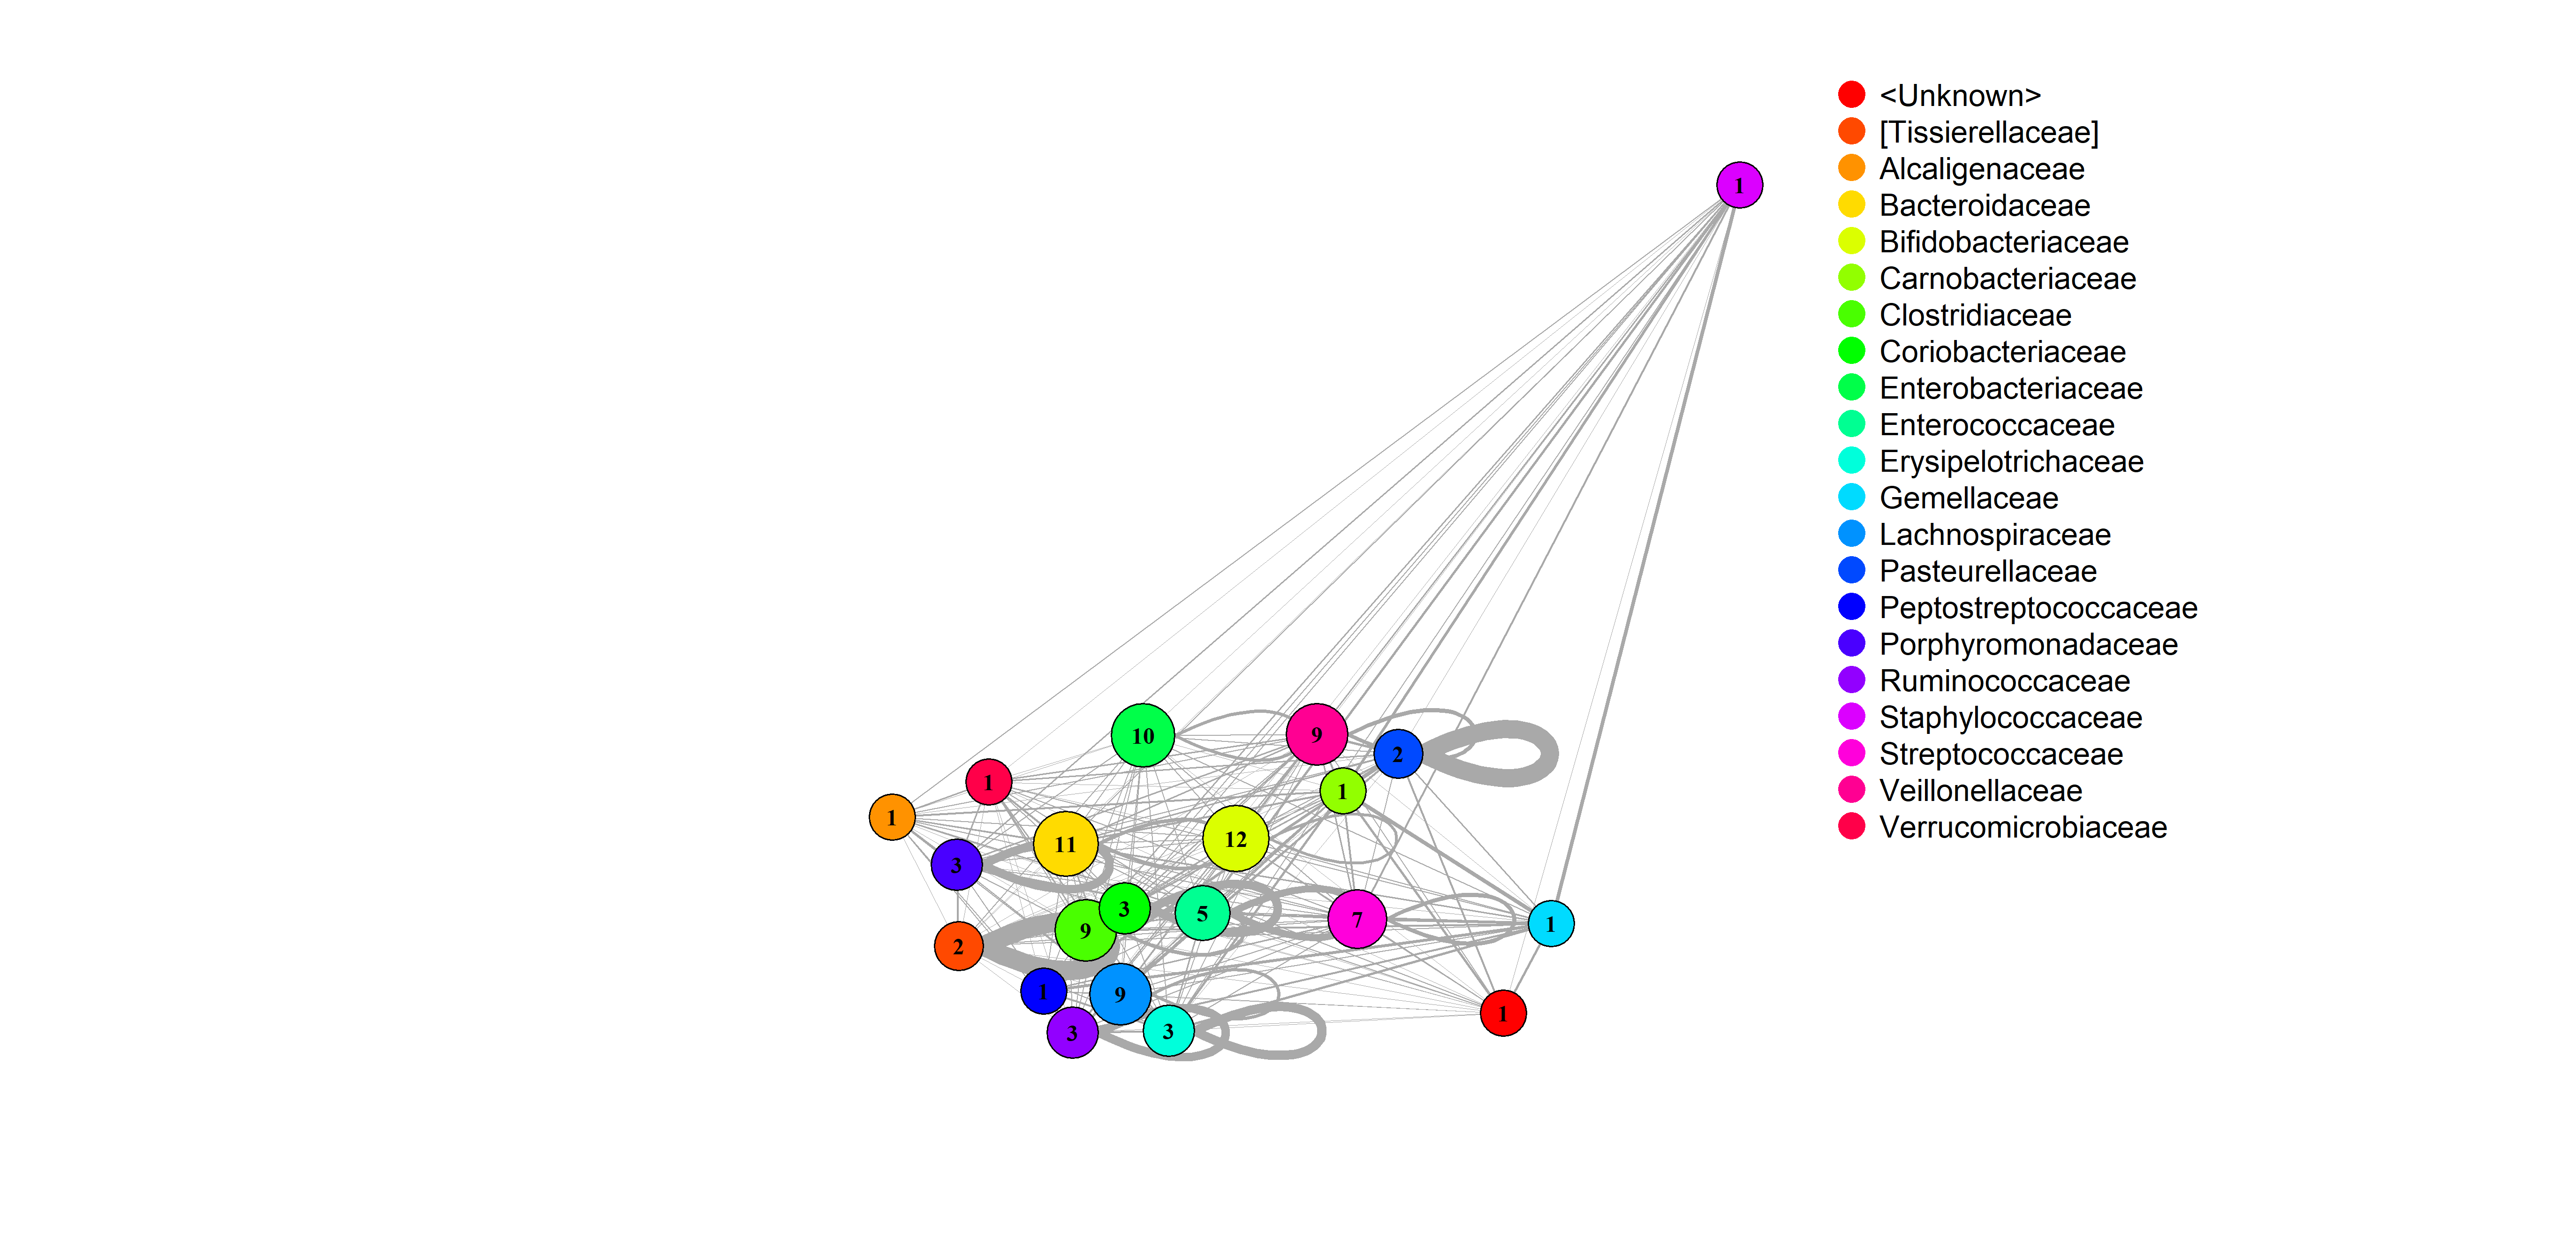 <Unknown>
[Tissierellaceae]
Alcaligenaceae
Bacteroidaceae
Bifidobacteriaceae
Carnobacteriaceae
Clostridiaceae
Coriobacteriaceae
Enterobacteriaceae
Enterococcaceae
Erysipelotrichaceae
Gemellaceae
Lachnospiraceae
Pasteurellaceae
Peptostreptococcaceae
Porphyromonadaceae
Ruminococcaceae
Staphylococcaceae
Streptococcaceae
Veillonellaceae
Verrucomicrobiaceae
1
10
9
2
1
1
1
12
11
3
3
5
7
1
9
2
1
9
1
3
3